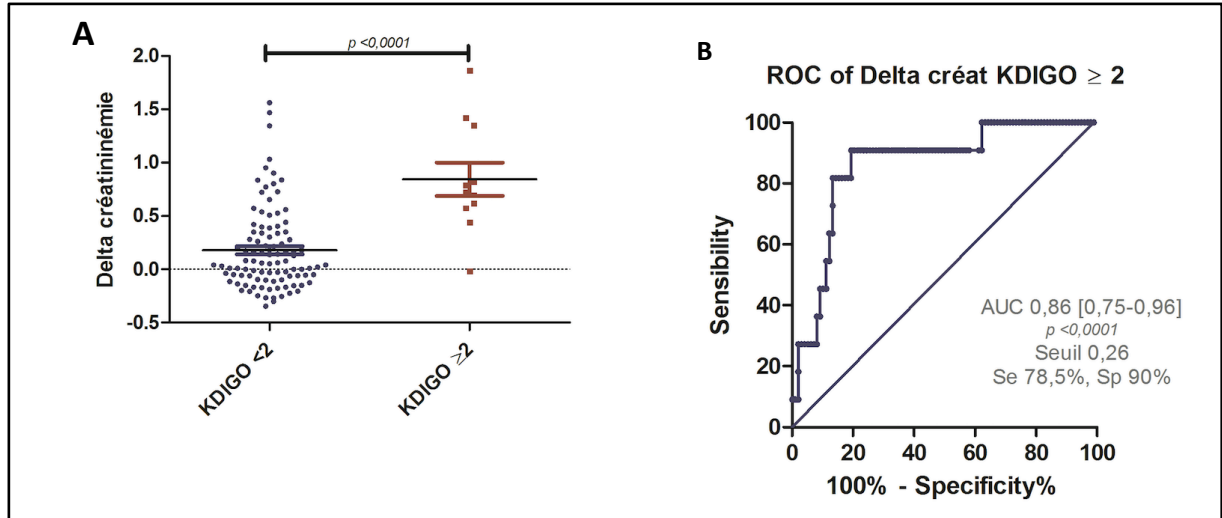 A
p <0,0001
2.0
1.5
1.0
0.5
0.0
-0.5
Delta créatininémie
KDIGO <2
KDIGO ≥2
B
ROC of Delta créat KDIGO ≥ 2
100
80
60
40
20
0
Sensibility
AUC 0,86 [0,75-0,96]
p <0,0001
Seuil 0,26
Se 78,5%, Sp 90%
0 20 40 60 80 100
100% - Specificity%